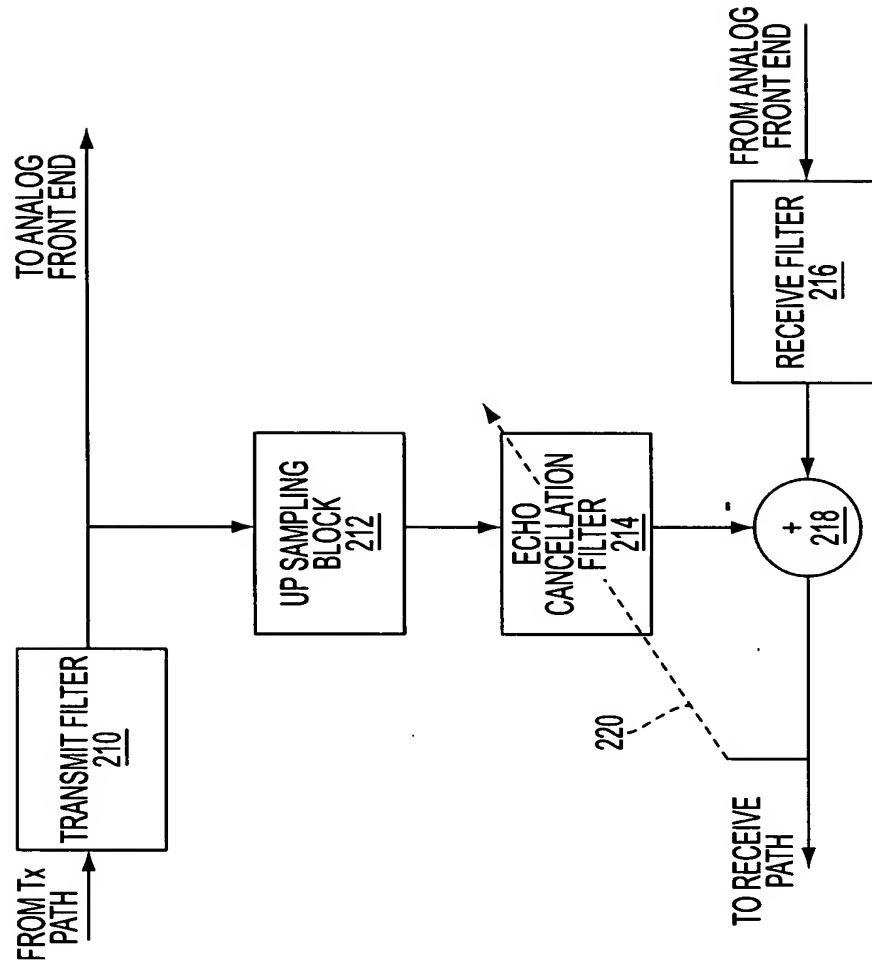 FROM Tx
PATH
TRANSMIT FILTER
210
TO ANALOG
FRONT END
UP SAMPLING
BLOCK
212
ECHO
CANCELLATION
FILTER
214
220
-
+
218
RECEIVE FILTER
216
FROM ANALOG
FRONT END
TO RECEIVE
PATH